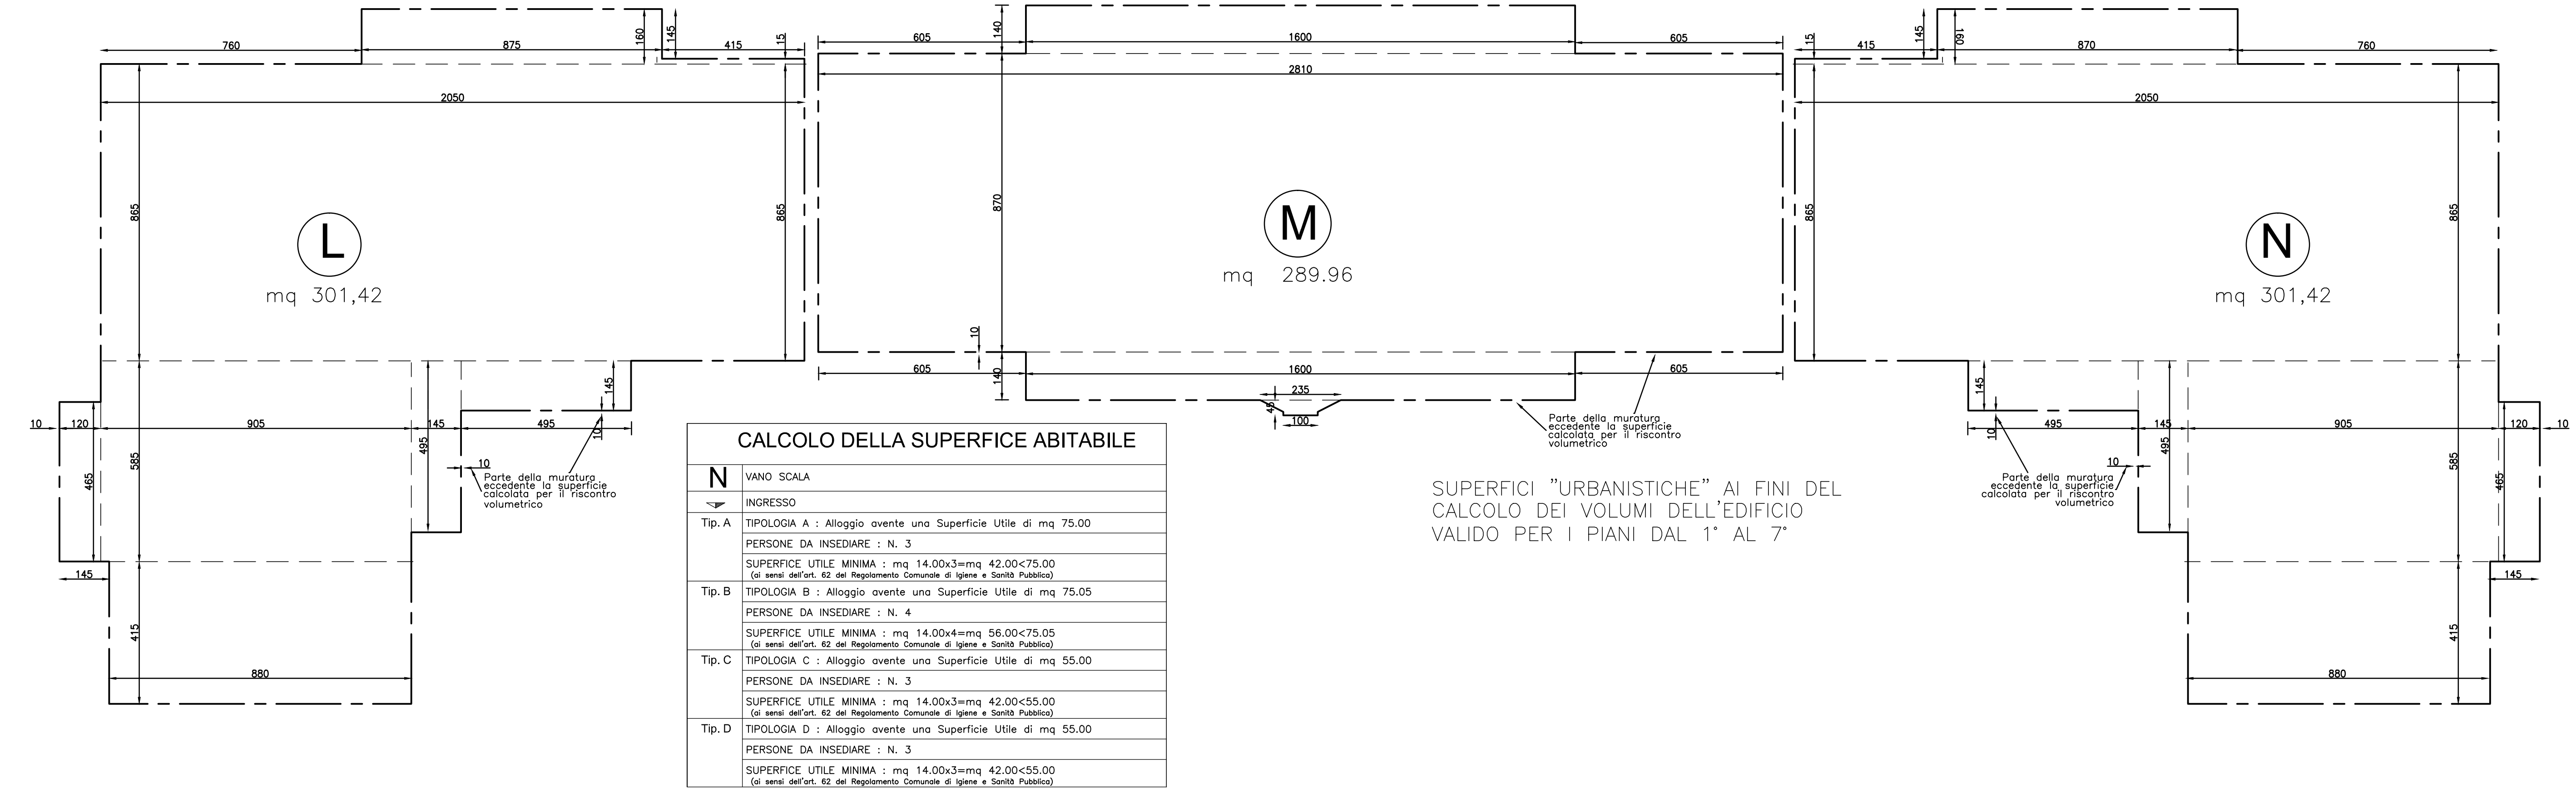 760
875
160
145
415
15
2050
865
865
L
mq 301,42
10
120
905
145
495
145
10
495
10
465
585
Parte della muratura
eccedente la superficie
calcolata per il riscontro
volumetrico
145
415
880
140
605
1600
605
2810
870
M
mq 289.96
10
605
140
1600
605
235
45
100
Parte della muratura
eccedente la superficie
calcolata per il riscontro
volumetrico
15
415
145
160
870
760
2050
865
865
N
mq 301,42
145
495
10
145
495
905
120
10
10
585
465
Parte della muratura
eccedente la superficie
calcolata per il riscontro
volumetrico
145
415
880
SUPERFICI "URBANISTICHE" AI FINI DEL
CALCOLO DEI VOLUMI DELL'EDIFICIO
VALIDO PER I PIANI DAL 1° AL 7°
CALCOLO DELLA SUPERFICE ABITABILE
N VANO SCALA
INGRESSO
Tip. A TIPOLOGIA A : Alloggio avente una Superficie Utile di mq 75.00
PERSONE DA INSEDIARE : N. 3
SUPERFICE UTILE MINIMA : mq 14.00x3=mq 42.00<75.00
(ai sensi dell'art. 62 del Regolamento Comunale di Igiene e Sanità Pubblica)
Tip. B TIPOLOGIA B : Alloggio avente una Superficie Utile di mq 75.05
PERSONE DA INSEDIARE : N. 4
SUPERFICE UTILE MINIMA : mq 14.00x4=mq 56.00<75.05
(ai sensi dell'art. 62 del Regolamento Comunale di Igiene e Sanità Pubblica)
Tip. C TIPOLOGIA C : Alloggio avente una Superficie Utile di mq 55.00
PERSONE DA INSEDIARE : N. 3
SUPERFICE UTILE MINIMA : mq 14.00x3=mq 42.00<55.00
(ai sensi dell'art. 62 del Regolamento Comunale di Igiene e Sanità Pubblica)
Tip. D TIPOLOGIA D : Alloggio avente una Superficie Utile di mq 55.00
PERSONE DA INSEDIARE : N. 3
SUPERFICE UTILE MINIMA : mq 14.00x3=mq 42.00<55.00
(ai sensi dell'art. 62 del Regolamento Comunale di Igiene e Sanità Pubblica)